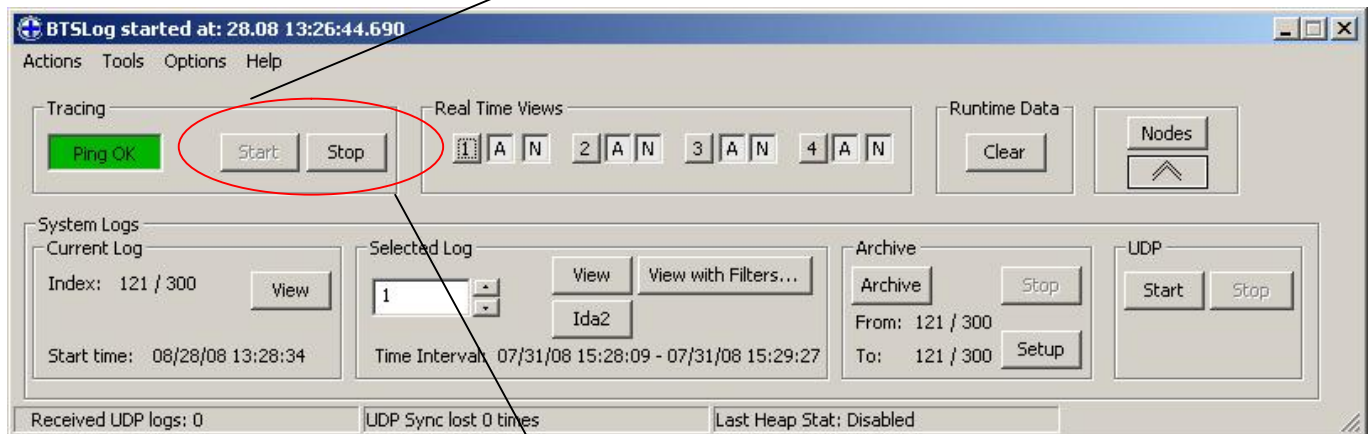 BTSLog started at: 28.08 13:26:44.690
Actions Tools Options Help
Tracing
Ping OK Start Stop
Real Time Views
1 A N 2 A N 3 A N 4 A N
Runtime Data
Clear
Nodes
System Logs
Current Log
Index: 121 / 300 View
Start time: 08/28/08 13:28:34
Selected Log
1 View View with Filters...
Ida2
Time Interval: 07/31/08 15:28:09 - 07/31/08 15:29:27
Archive
Archive Stop
From: 121 / 300
To: 121 / 300 Setup
UDP
Start Stop
Received UDP logs: 0 UDP Sync lost 0 times Last Heap Stat: Disabled